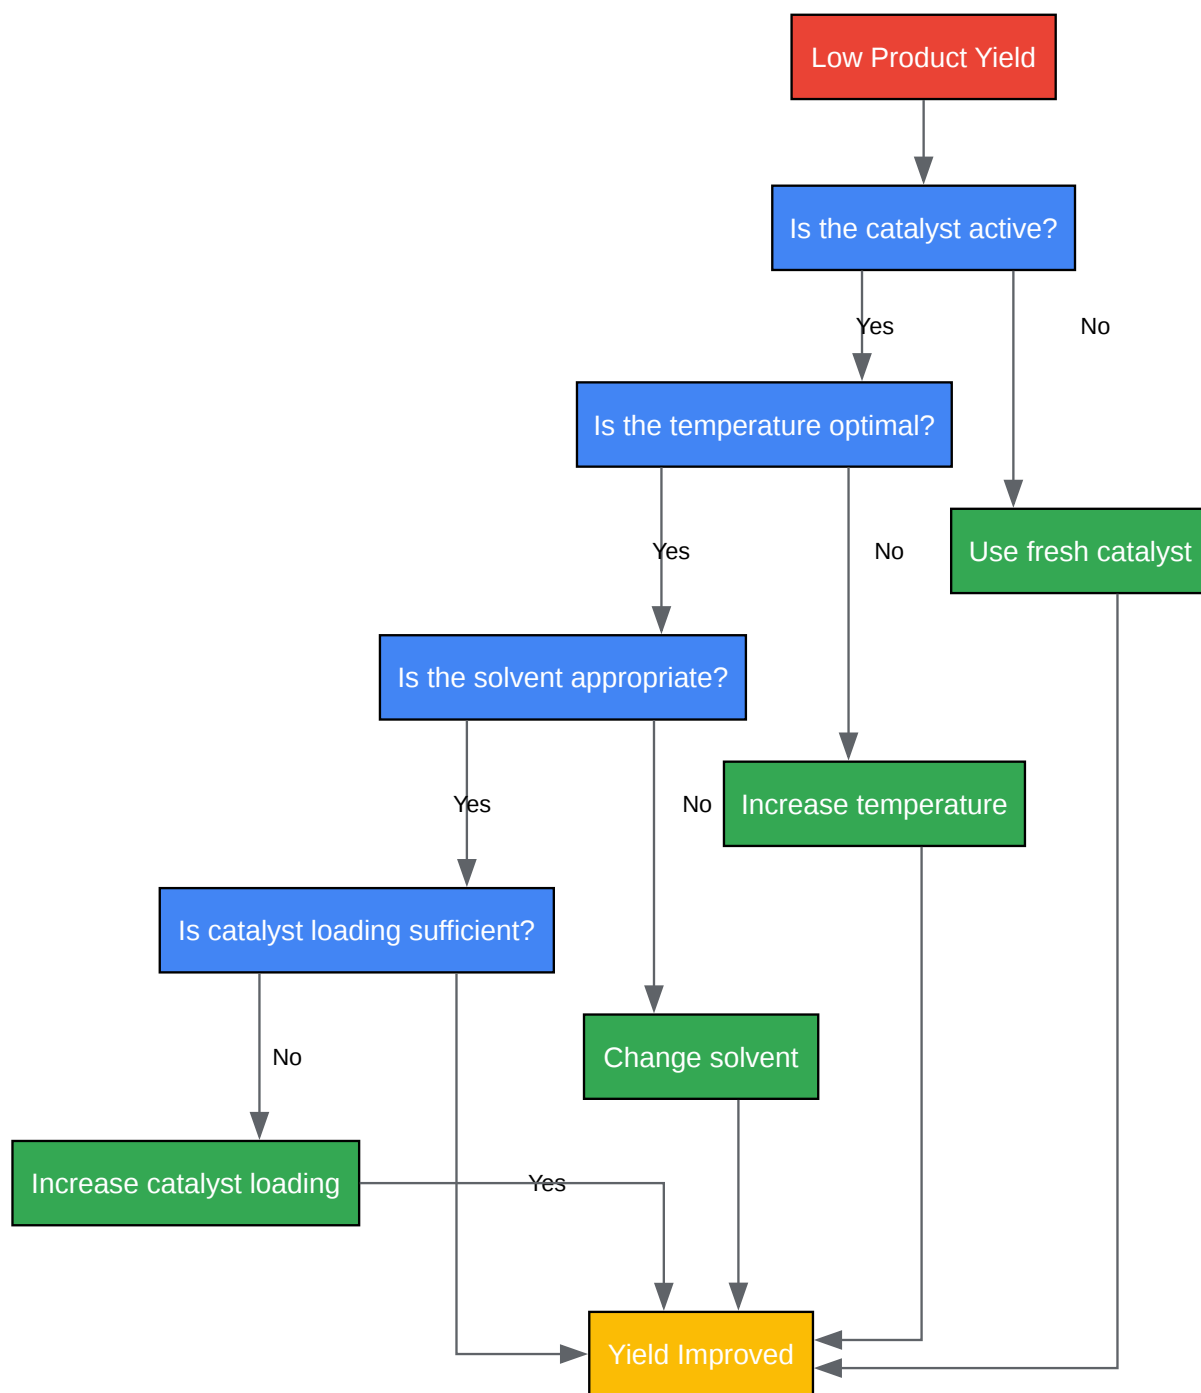 Low Product Yield
Is the catalyst active?
Yes
No
Is the temperature optimal?
Yes
No
Use fresh catalyst
Is the solvent appropriate?
Yes
No
Increase temperature
Is catalyst loading sufficient?
No
Change solvent
Increase catalyst loading
Yes
Yield Improved